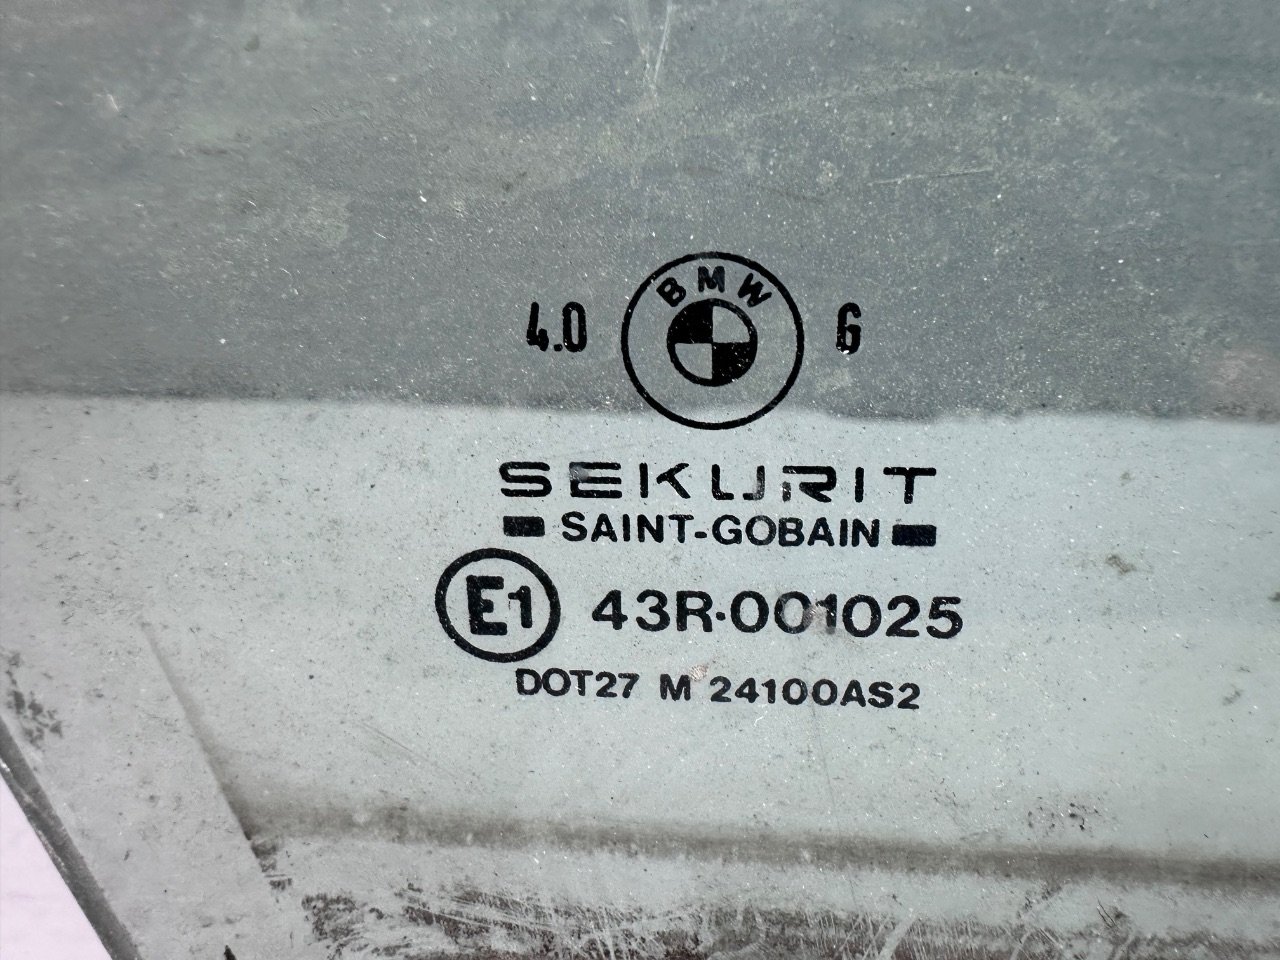 BMW
4.0 6
SEKURIT
SAINT-GOBAIN
E1 43R-001025
DOT27 M 24100AS2